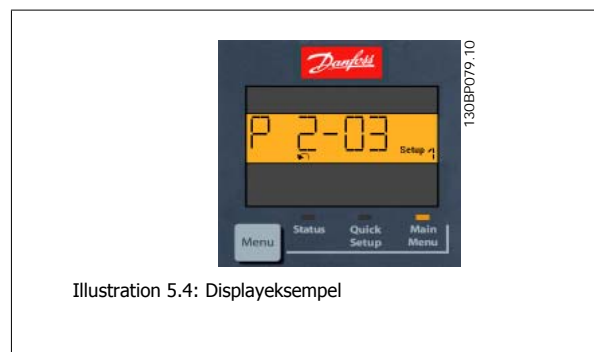 Danfoss
130BP079.10
P 2-03
Setup 1
Menu
Status
Quick Setup
Main Menu
Illustration 5.4: Displayeksempel